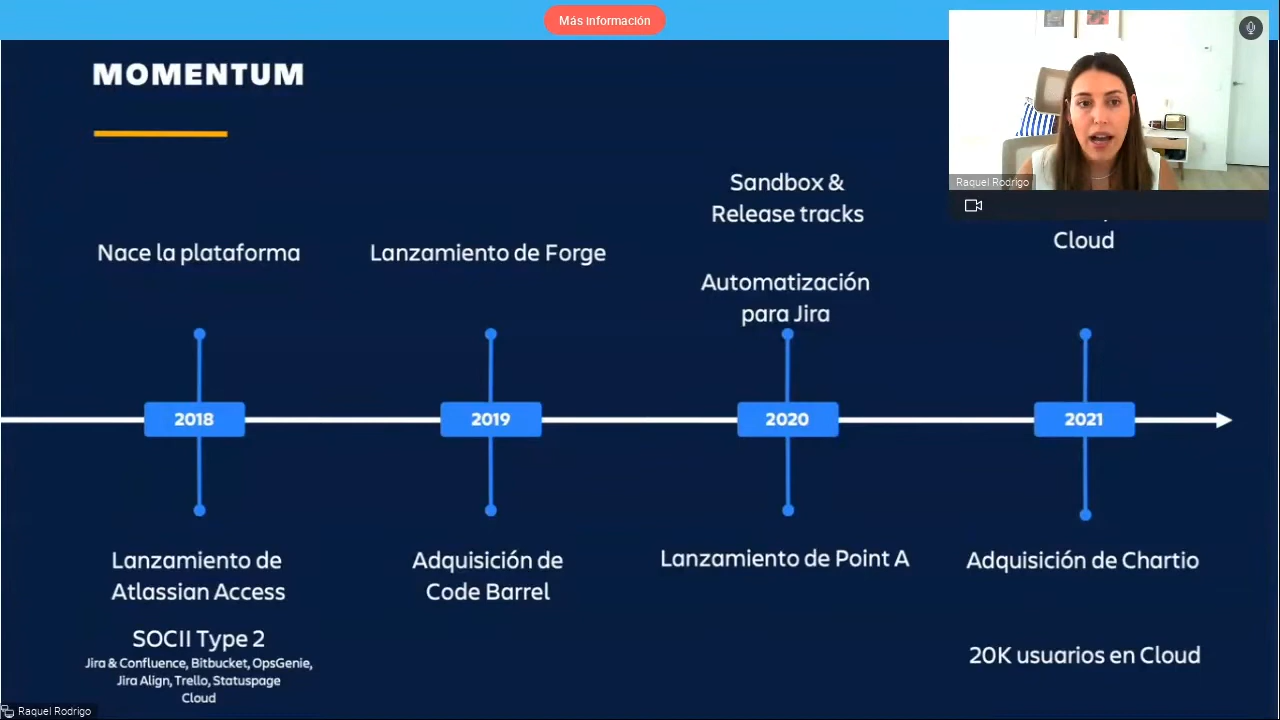 Más información
MOMENTUM
Raquel Rodrigo
Nace la plataforma
Lanzamiento de Forge
Sandbox &
Release tracks
Automatización
para Jira
Cloud
2018
2019
2020
2021
Lanzamiento de
Atlassian Access
SOCII Type 2
Jira & Confluence, Bitbucket, OpsGenie,
Jira Align, Trello, Statuspage
Cloud
Adquisición de
Code Barrel
Lanzamiento de Point A
Adquisición de Chartio
20K usuarios en Cloud
Raquel Rodrigo